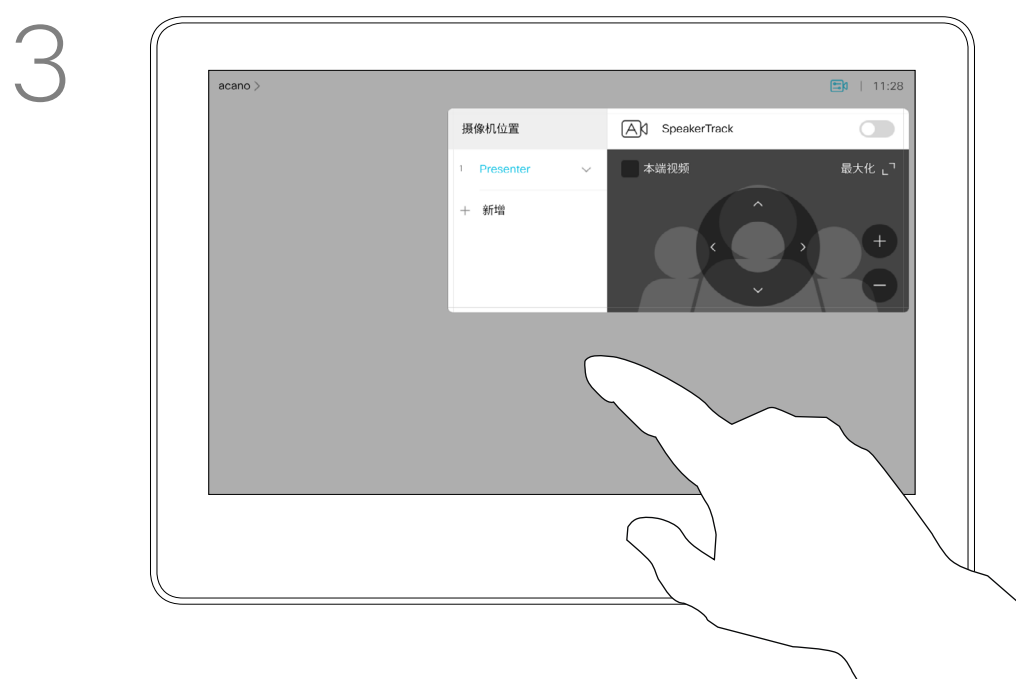 3
acano >
| 11:28
摄像机位置
A SpeakerTrack
1 Presenter
本端视频
最大化
+ 新增